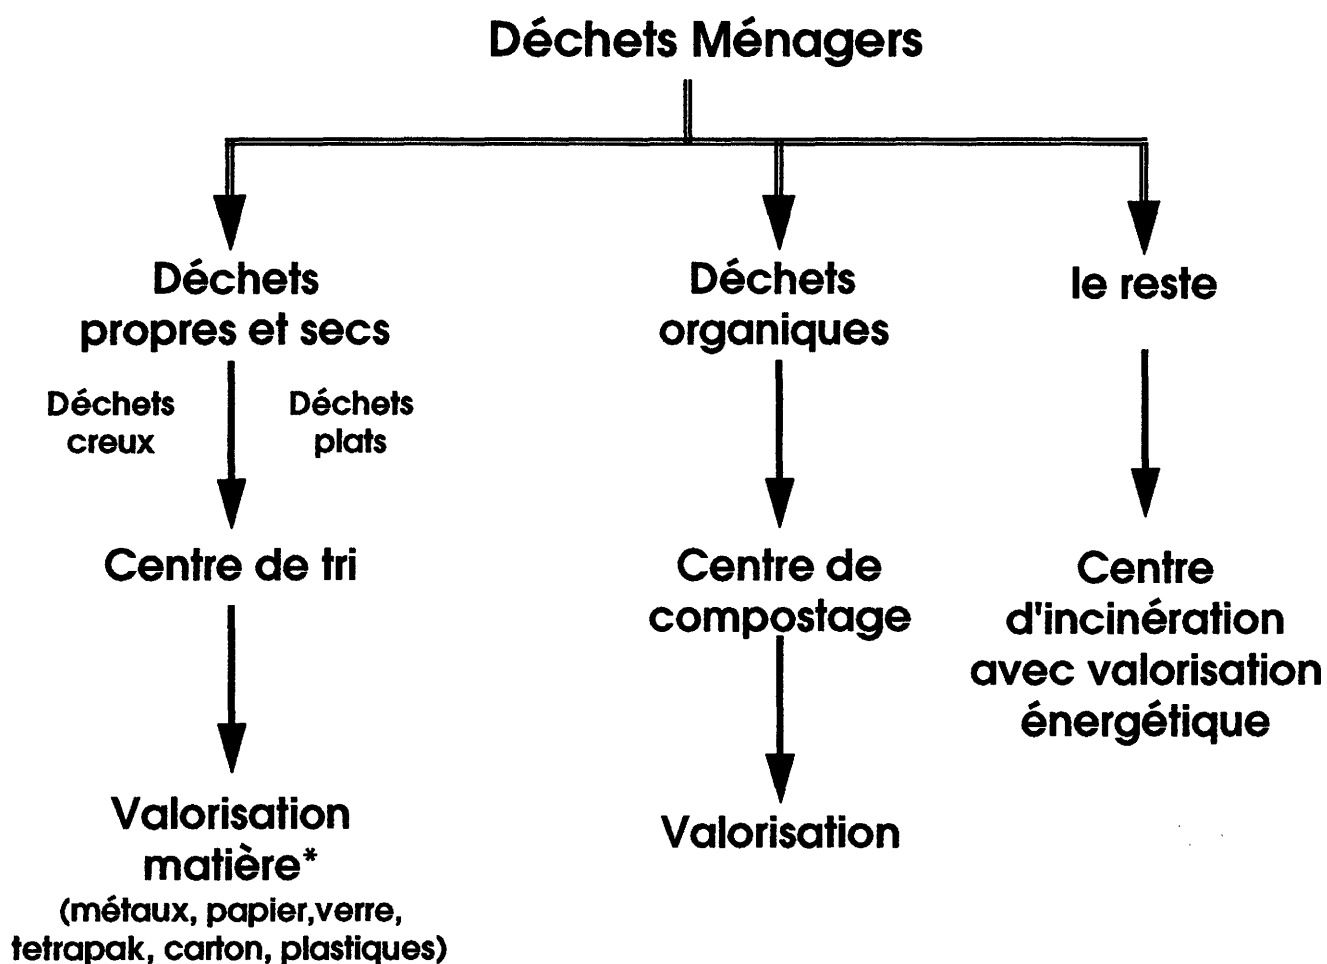 Déchets Ménagers
Déchets
propres et secs
Déchets
creux
Déchets
plats
Centre de tri
Valorisation
matière*
(métaux, papier,verre,
tetrapak, carton, plastiques)
Déchets
organiques
Centre de
compostage
Valorisation
le reste
Centre
d'incinération
avec valorisation
énergétique